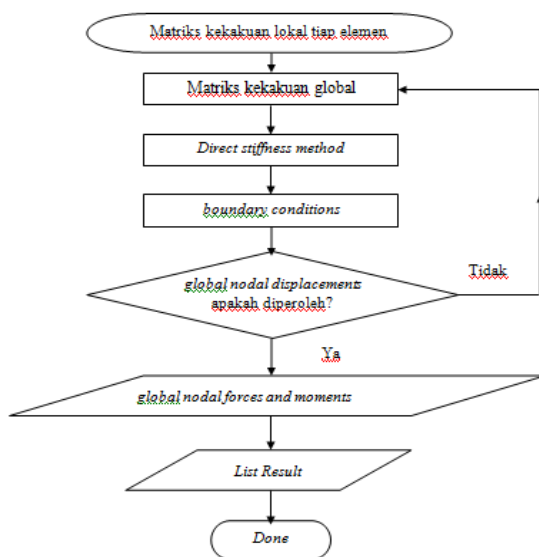 Matriks kekakuan lokal tiap elemen
Matriks kekakuan global
Direct stiffness method
boundary conditions
global nodal displacements
apakah diperoleh?
Tidak
Ya
global nodal forces and moments
List Result
Done